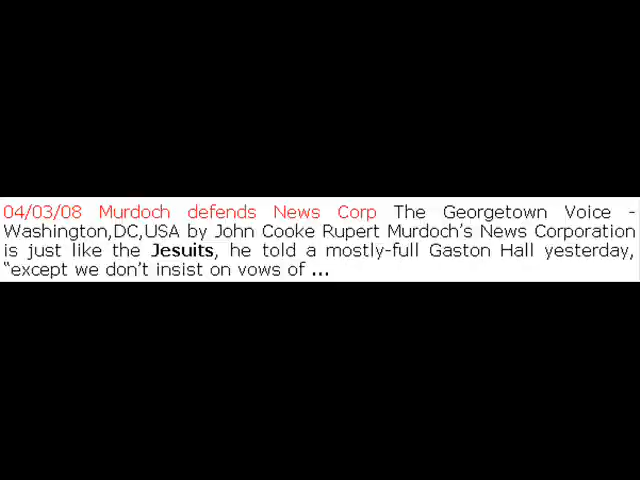 04/03/08 Murdoch defends News Corp The Georgetown Voice -
Washington,DC,USA by John Cooke Rupert Murdoch’s News Corporation
is just like the Jesuits, he told a mostly-full Gaston Hall yesterday,
“except we don’t insist on vows of ...